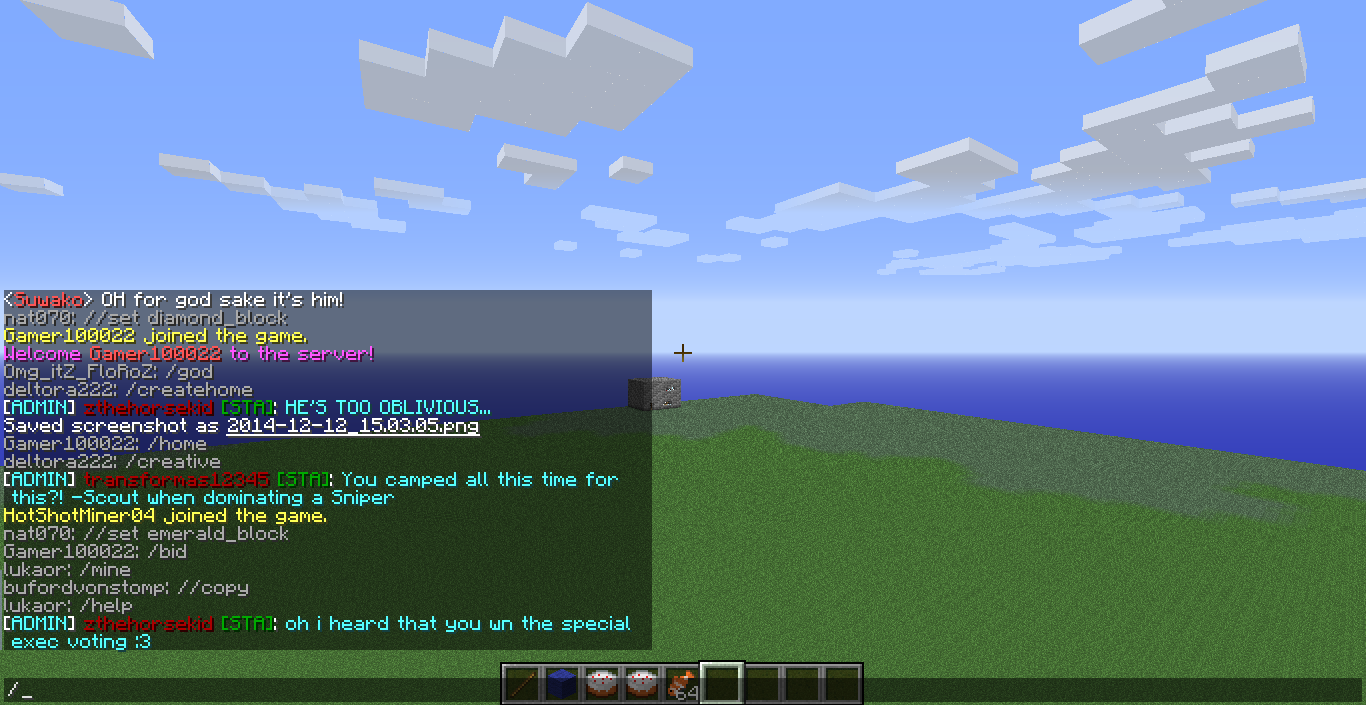 <Suwako> OH for god sake it's him!
nat070: //set diamond_block
Gamer100022 joined the game.
Welcome Gamer100022 to the server!
Omg_itZ_FloRoZ: /god
deltora222: /createhome
[ADMIN] zthehorsekid [STA]: HE'S TOO OBLIVIOUS...
Saved screenshot as 2014-12-12_15.03.05.png
Gamer100022: /home
deltora222: /creative
[ADMIN] transformas12345 [STA]: You camped all this time for
this?! -Scout when dominating a Sniper
HotShotMiner04 joined the game.
nat070: //set emerald_block
Gamer100022: /bid
lukaor: /mine
bufordvonstomp: //copy
lukaor: /help
[ADMIN] zthehorsekid [STA]: oh i heard that you wn the special
exec voting :3
64
/_